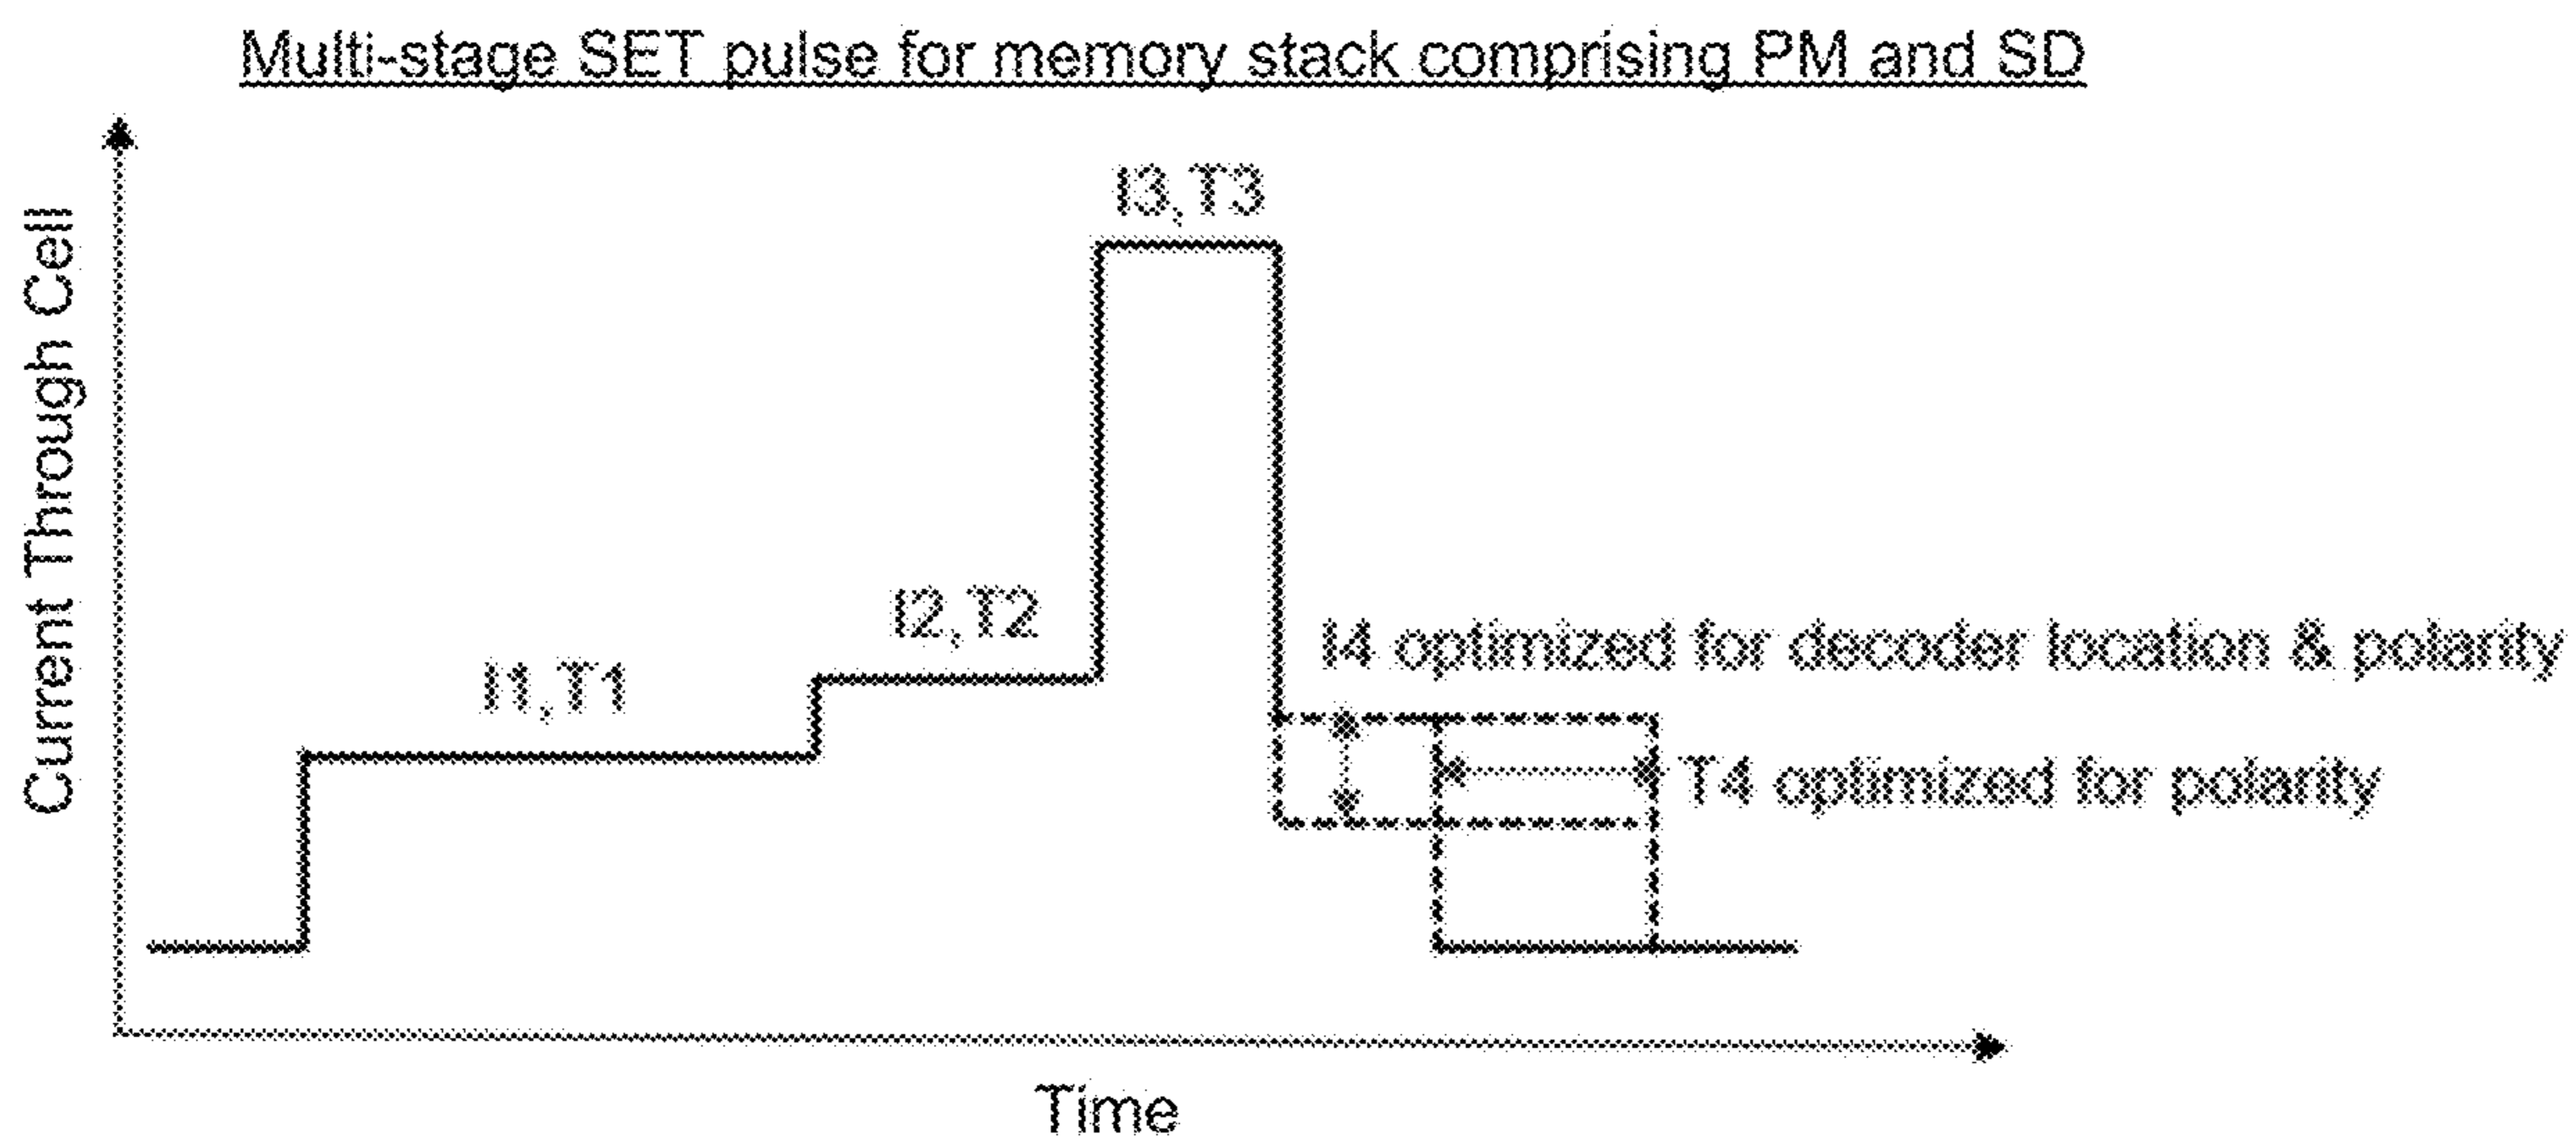 Multi-stage SET pulse for memory stack comprising PM and SD
Current Through Cell
I3,T3
I2,T2
I1,T1
I4 optimized for decoder location & polarity
T4 optimized for polarity
Time